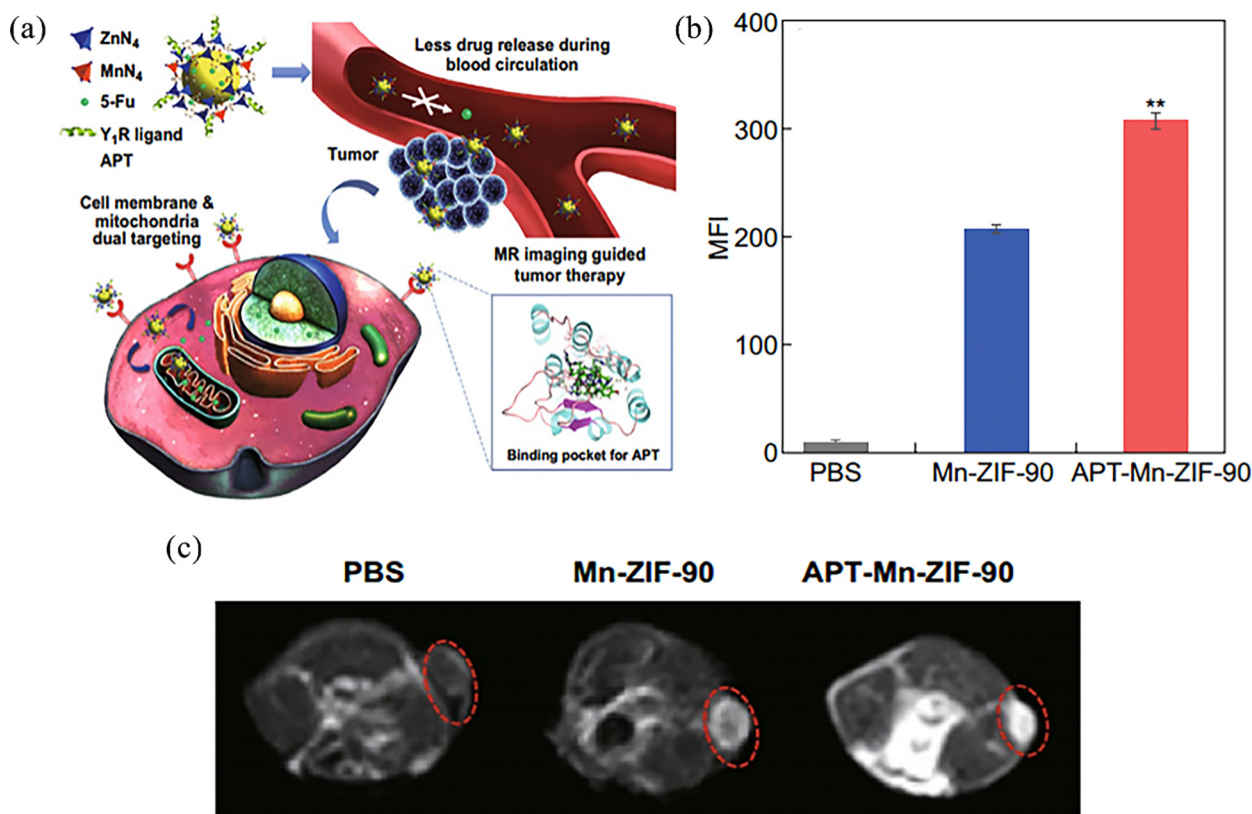 (a)
ZnN4
MnN4
5-Fu
Y1R ligand
APT
Less drug release during
blood circulation
Tumor
Cell membrane &
mitochondria
dual targeting
MR imaging guided
tumor therapy
Binding pocket for APT
(b)
400
300
200
100
0
MFI
**
PBS
Mn-ZIF-90
APT-Mn-ZIF-90
(c)
PBS
Mn-ZIF-90
APT-Mn-ZIF-90